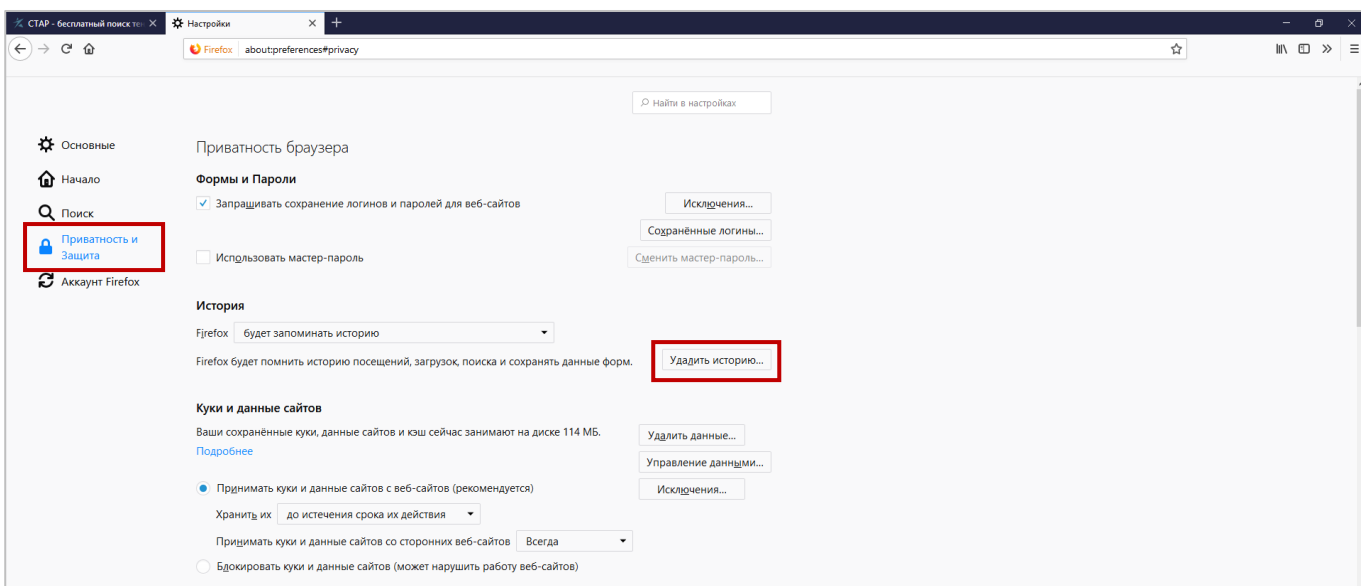 СТАР - бесплатный поиск тен
Настройки
Firefox about:preferences#privacy
Найти в настройках
Основные
Начало
Поиск
Приватность и
Защита
Аккаунт Firefox
Приватность браузера
Формы и Пароли
Запрашивать сохранение логинов и паролей для веб-сайтов
Исключения...
Сохранённые логины...
Использовать мастер-пароль
Сменить мастер-пароль...
История
Firefox будет запоминать историю
Firefox будет помнить историю посещений, загрузок, поиска и сохранять данные форм.
Удалить историю...
Куки и данные сайтов
Ваши сохранённые куки, данные сайтов и кэш сейчас занимают на диске 114 МБ.
Подробнее
Удалить данные...
Управление данными...
Принимать куки и данные сайтов с веб-сайтов (рекомендуется)
Исключения...
Хранить их до истечения срока их действия
Принимать куки и данные сайтов со сторонних веб-сайтов Всегда
Блокировать куки и данные сайтов (может нарушить работу веб-сайтов)